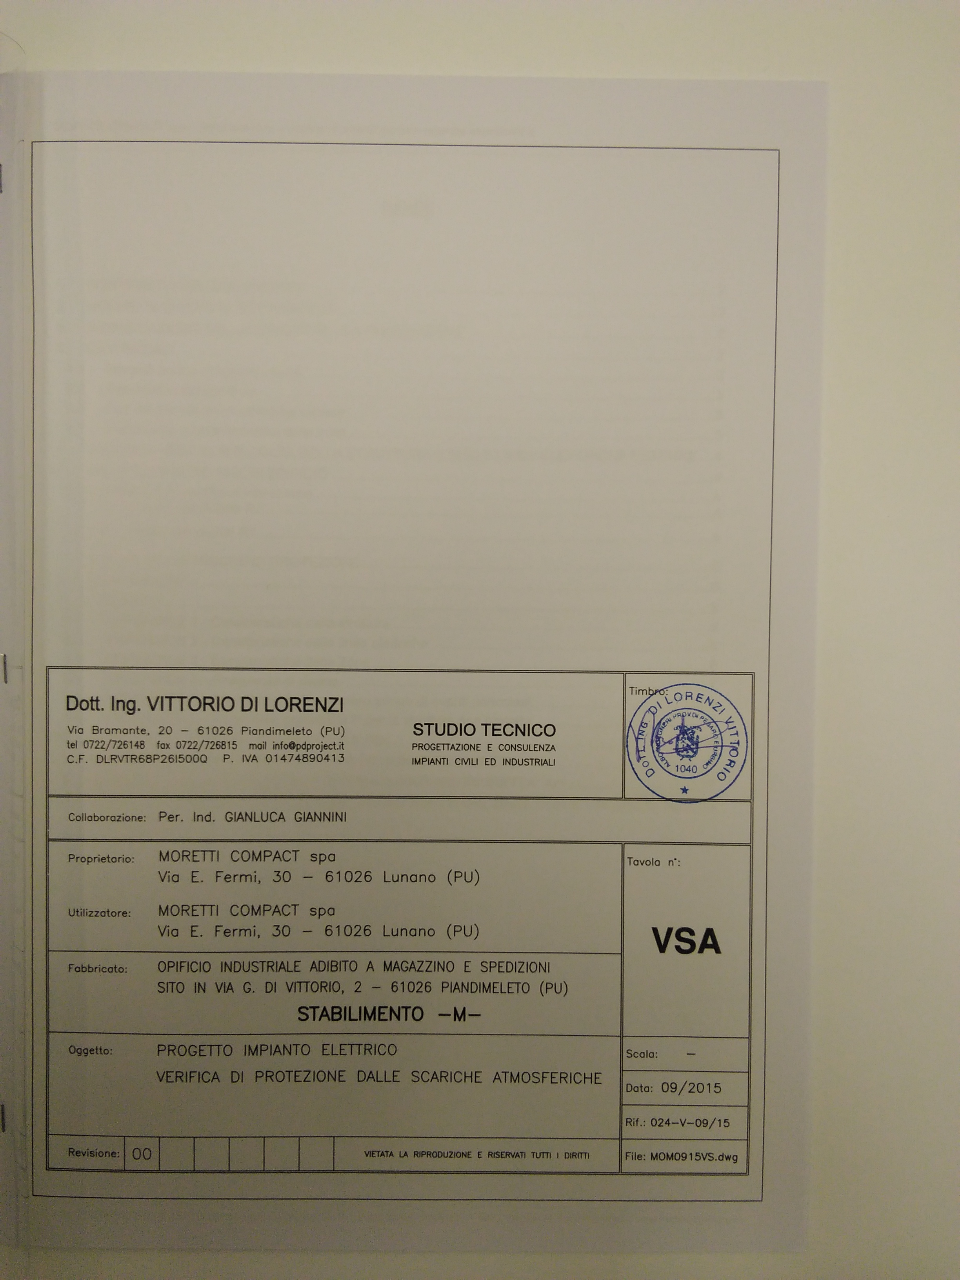 Dott. Ing. VITTORIO DI LORENZI
Via Bramante, 20 – 61026 Piandimeleto (PU)
tel 0722/726148 fax 0722/726815 mail info@pdproject.it
C.F. DLRVTR68P26I500Q P. IVA 01474890413
STUDIO TECNICO
PROGETTAZIONE E CONSULENZA
IMPIANTI CIVILI ED INDUSTRIALI
Timbro:
DOTT. ING. DI LORENZI VITTORIO
1040
Collaborazione: Per. Ind. GIANLUCA GIANNINI
Proprietario: MORETTI COMPACT spa
Via E. Fermi, 30 – 61026 Lunano (PU)
Utilizzatore: MORETTI COMPACT spa
Via E. Fermi, 30 – 61026 Lunano (PU)
Tavola n°:
VSA
Fabbricato: OPIFICIO INDUSTRIALE ADIBITO A MAGAZZINO E SPEDIZIONI
SITO IN VIA G. DI VITTORIO, 2 – 61026 PIANDIMELETO (PU)
STABILIMENTO –M–
Oggetto: PROGETTO IMPIANTO ELETTRICO
VERIFICA DI PROTEZIONE DALLE SCARICHE ATMOSFERICHE
Scala: –
Data: 09/2015
Rif.: 024–V–09/15
Revisione: 00
VIETATA LA RIPRODUZIONE E RISERVATI TUTTI I DIRITTI
File: MOM0915VS.dwg